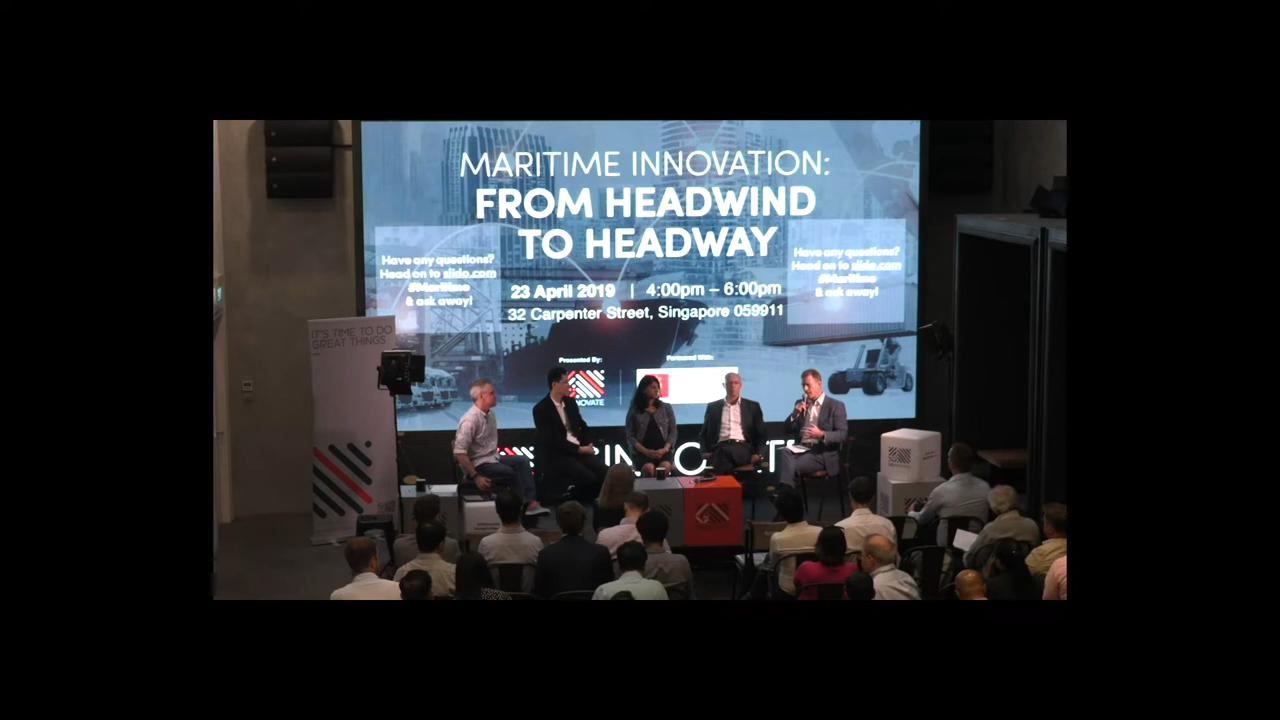 MARITIME INNOVATION:
FROM HEADWIND
TO HEADWAY
Have any questions?
Head on to slido.com
#Maritime
& ask away!
Have any questions?
Head on to slido.com
#Maritime
& ask away!
23 April 2019 | 4:00pm – 6:00pm
32 Carpenter Street, Singapore 059911
Presented By:
Partnered With:
IT'S TIME TO DO
GREAT THINGS